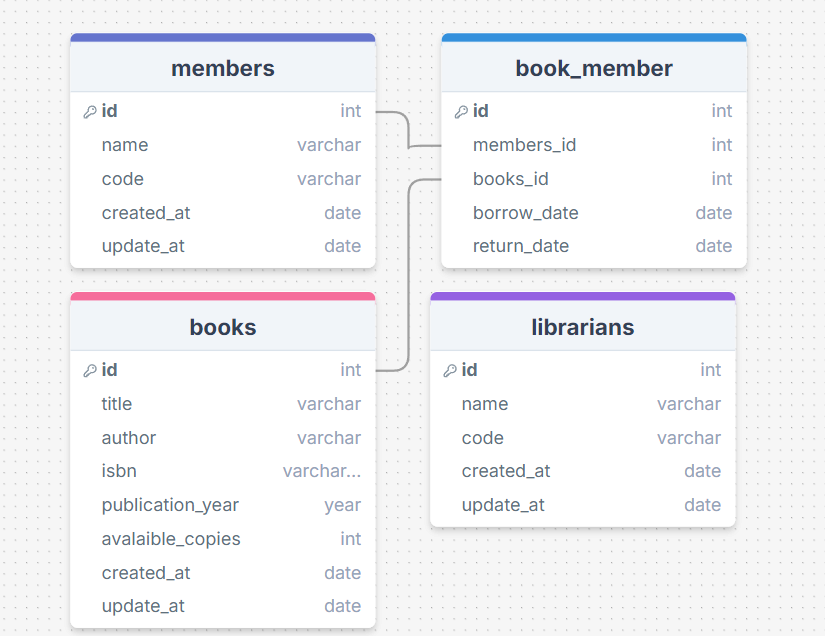 members
id int
name varchar
code varchar
created_at date
update_at date
book_member
id int
members_id int
books_id int
borrow_date date
return_date date
books
id int
title varchar
author varchar
isbn varchar...
publication_year year
avalaible_copies int
created_at date
update_at date
librarians
id int
name varchar
code varchar
created_at date
update_at date